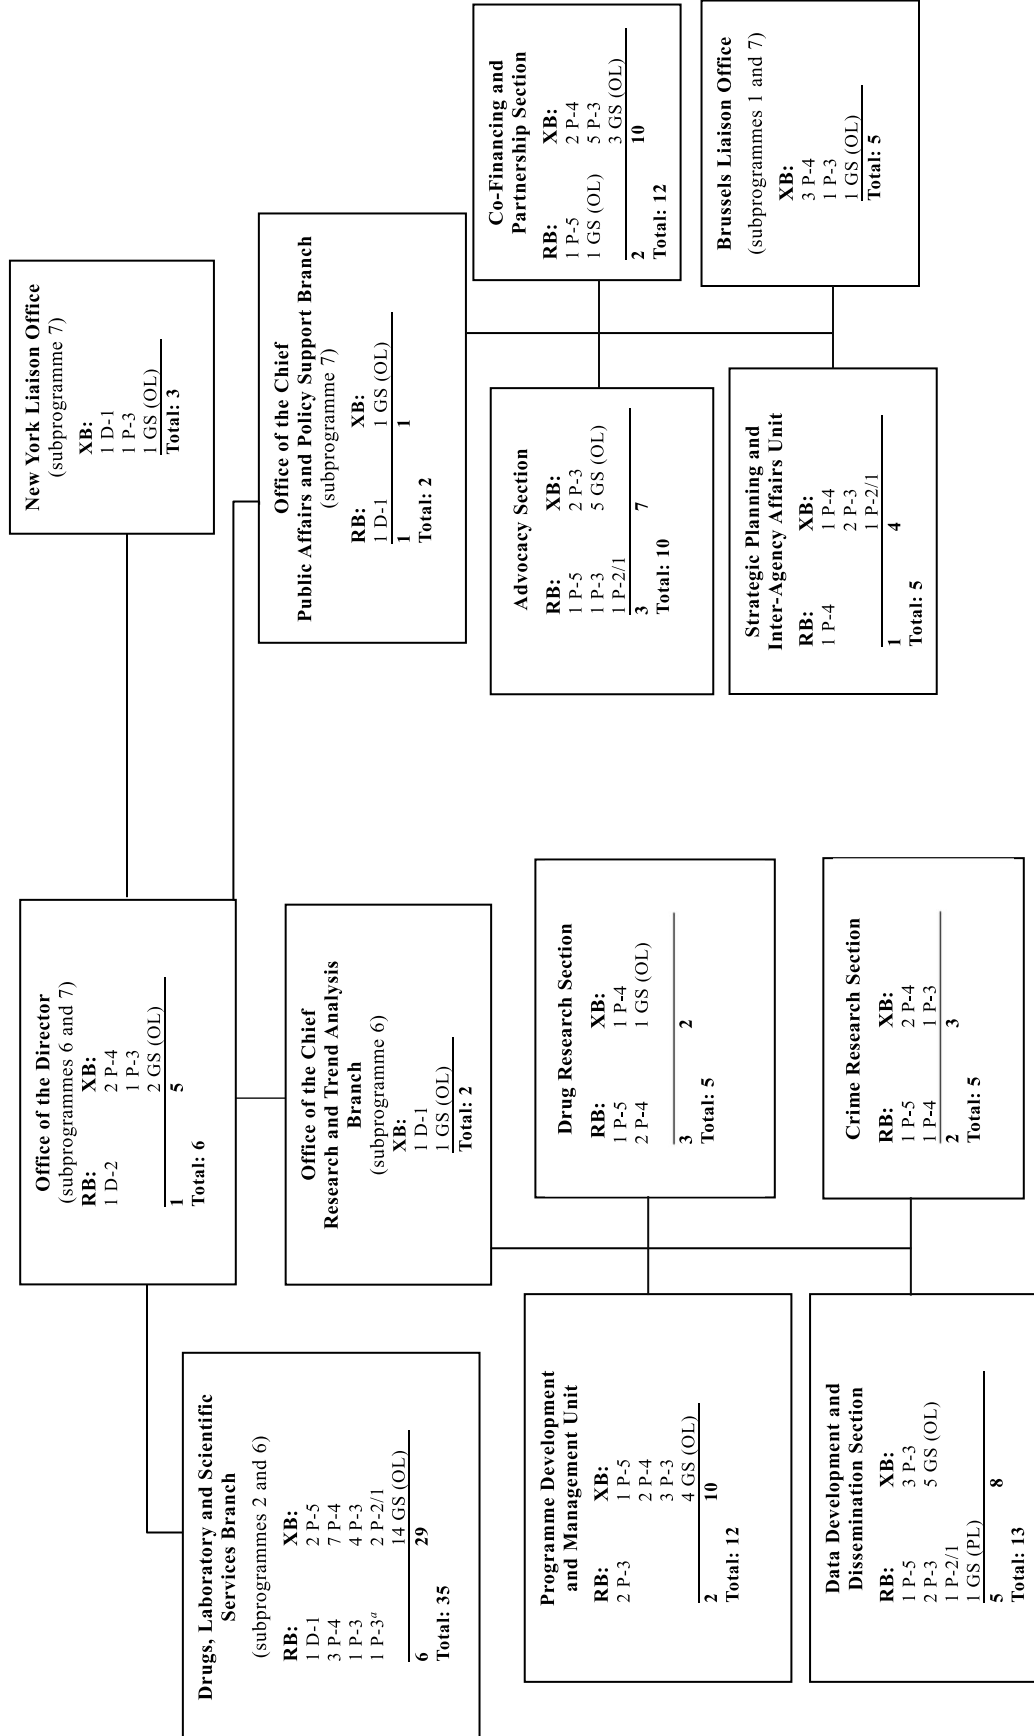 Office of the Director
(subprogrammes 6 and 7)
RB: XB:
1 D-2 2 P-4
1 P-3
2 GS (OL)
1 5
Total: 6
New York Liaison Office
(subprogramme 7)
XB:
1 D-1
1 P-3
1 GS (OL)
Total: 3
Drugs, Laboratory and Scientific
Services Branch
(subprogrammes 2 and 6)
RB: XB:
1 D-1 2 P-5
3 P-4 7 P-4
1 P-3 4 P-3
1 P-3a 2 P-2/1
14 GS (OL)
6 29
Total: 35
Office of the Chief
Research and Trend Analysis
Branch
(subprogramme 6)
XB:
1 D-1
1 GS (OL)
Total: 2
Office of the Chief
Public Affairs and Policy Support Branch
(subprogramme 7)
RB: XB:
1 D-1 1 GS (OL)
1 1
Total: 2
Programme Development
and Management Unit
RB: XB:
2 P-3 1 P-5
2 P-4
3 P-3
4 GS (OL)
2 10
Total: 12
Drug Research Section
RB: XB:
1 P-5 1 P-4
2 P-4 1 GS (OL)
3 2
Total: 5
Advocacy Section
RB: XB:
1 P-5 2 P-3
1 P-3 5 GS (OL)
1 P-2/1
3 7
Total: 10
Co-Financing and
Partnership Section
RB: XB:
1 P-5 2 P-4
1 GS (OL) 5 P-3
3 GS (OL)
2 10
Total: 12
Data Development and
Dissemination Section
RB: XB:
1 P-5 3 P-3
2 P-3 5 GS (OL)
1 P-2/1
1 GS (PL)
5 8
Total: 13
Crime Research Section
RB: XB:
1 P-5 2 P-4
1 P-4 1 P-3
2 3
Total: 5
Strategic Planning and
Inter-Agency Affairs Unit
RB: XB:
1 P-4 1 P-4
2 P-3
1 P-2/1
1 4
Total: 5
Brussels Liaison Office
(subprogrammes 1 and 7)
XB:
3 P-4
1 P-3
1 GS (OL)
Total: 5